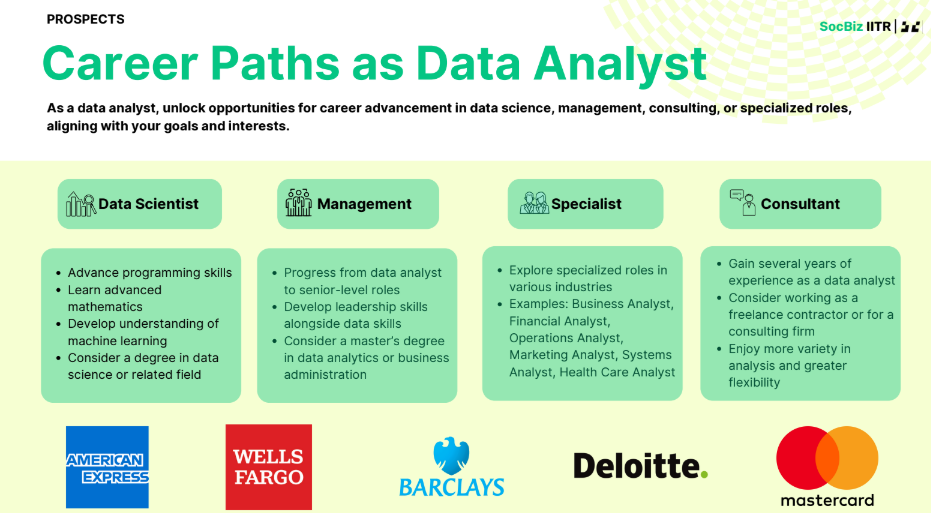 PROSPECTS
SocBiz IITR
Career Paths as Data Analyst
As a data analyst, unlock opportunities for career advancement in data science, management, consulting, or specialized roles,
aligning with your goals and interests.
Data Scientist
• Advance programming skills
• Learn advanced
mathematics
• Develop understanding of
machine learning
• Consider a degree in data
science or related field
Management
• Progress from data analyst
to senior-level roles
• Develop leadership skills
alongside data skills
• Consider a master's degree
in data analytics or business
administration
Specialist
• Explore specialized roles in
various industries
• Examples: Business Analyst,
Financial Analyst,
Operations Analyst,
Marketing Analyst, Systems
Analyst, Health Care Analyst
Consultant
• Gain several years of
experience as a data analyst
• Consider working as a
freelance contractor or for a
consulting firm
• Enjoy more variety in
analysis and greater
flexibility
AMERICAN
EXPRESS
WELLS
FARGO
BARCLAYS
Deloitte.
mastercard